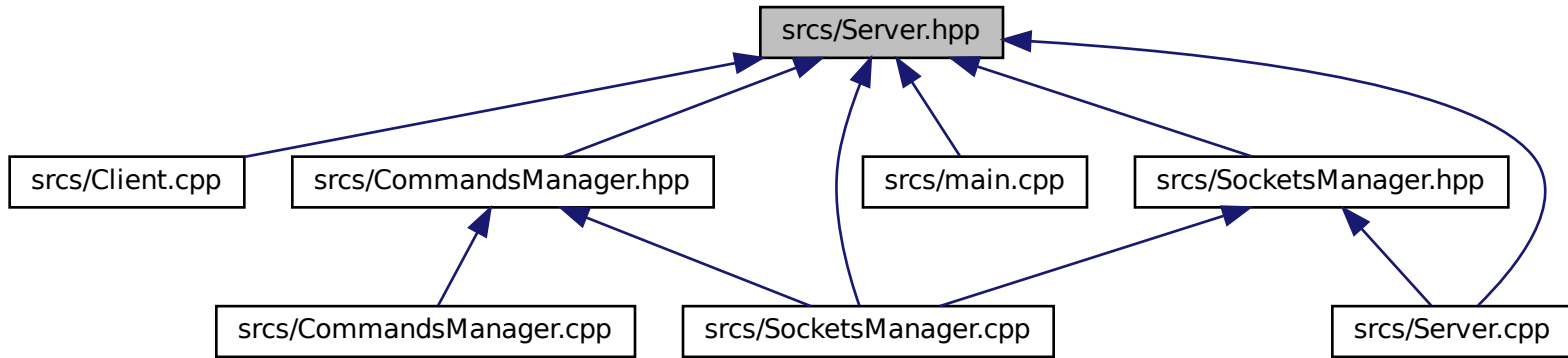 srcs/Server.hpp
srcs/Client.cpp
srcs/CommandsManager.hpp
srcs/main.cpp
srcs/SocketsManager.hpp
srcs/CommandsManager.cpp
srcs/SocketsManager.cpp
srcs/Server.cpp